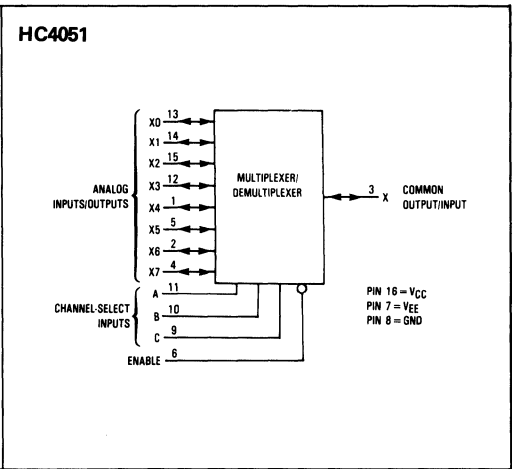 HC4051
X0 13
X1 14
X2 15
X3 12
X4 1
X5 5
X6 2
X7 4
ANALOG
INPUTS/OUTPUTS
MULTIPLEXER/
DEMULTIPLEXER
3 X COMMON
OUTPUT/INPUT
A 11
B 10
C 9
CHANNEL-SELECT
INPUTS
ENABLE 6
PIN 16 = VCC
PIN 7 = VEE
PIN 8 = GND